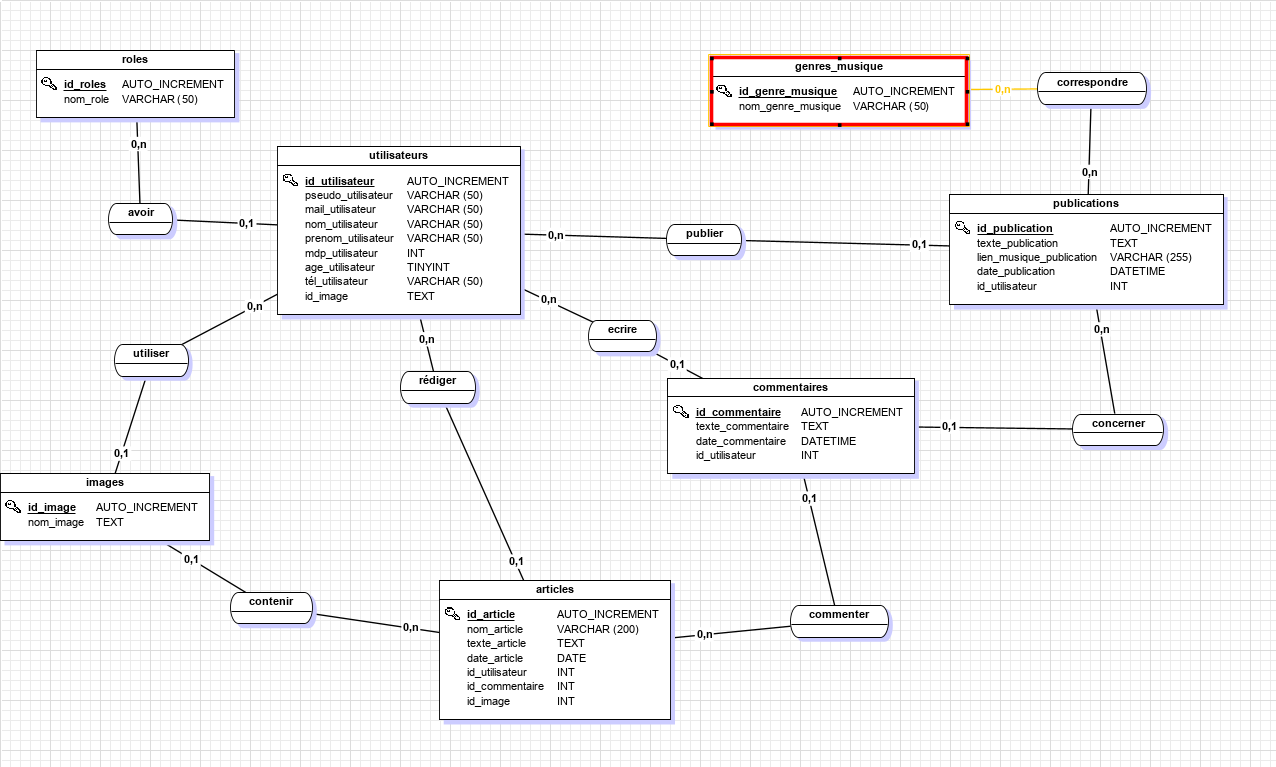 roles
id_roles AUTO_INCREMENT
nom_role VARCHAR (50)
0,n
avoir
0,1
genres_musique
id_genre_musique AUTO_INCREMENT
nom_genre_musique VARCHAR (50)
0,n
correspondre
0,n
utilisateurs
id_utilisateur AUTO_INCREMENT
pseudo_utilisateur VARCHAR (50)
mail_utilisateur VARCHAR (50)
nom_utilisateur VARCHAR (50)
prenom_utilisateur VARCHAR (50)
mdp_utilisateur INT
age_utilisateur TINYINT
tél_utilisateur VARCHAR (50)
id_image TEXT
0,n
publier
0,1
publications
id_publication AUTO_INCREMENT
texte_publication TEXT
lien_musique_publication VARCHAR (255)
date_publication DATETIME
id_utilisateur INT
0,n
utiliser
0,1
0,n
rédiger
0,1
0,n
ecrire
0,1
0,n
concerner
0,1
commentaires
id_commentaire AUTO_INCREMENT
texte_commentaire TEXT
date_commentaire DATETIME
id_utilisateur INT
0,1
images
id_image AUTO_INCREMENT
nom_image TEXT
0,1
contenir
0,n
articles
id_article AUTO_INCREMENT
nom_article VARCHAR (200)
texte_article TEXT
date_article DATE
id_utilisateur INT
id_commentaire INT
id_image INT
0,n
commenter